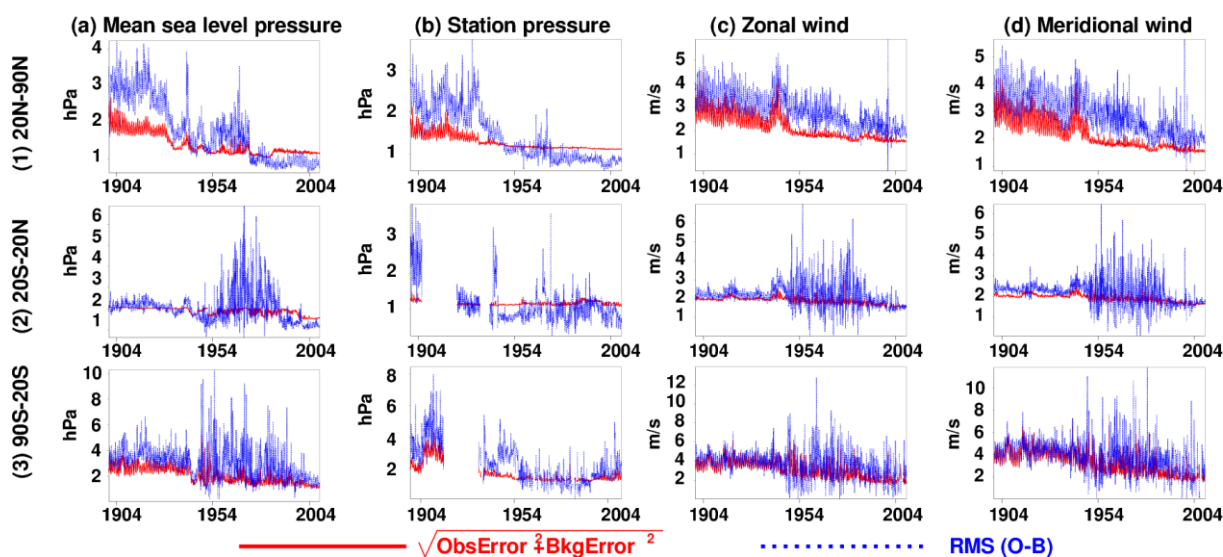 (a) Mean sea level pressure (b) Station pressure (c) Zonal wind (d) Meridional wind
(1) 20N-90N
hPa 4 3 2 1
1904 1954 2004
hPa 3 2 1
1904 1954 2004
m/s 5 4 3 2 1
1904 1954 2004
m/s 5 4 3 2 1
1904 1954 2004
(2) 20S-20N
hPa 6 5 4 3 2 1
1904 1954 2004
hPa 3 2 1
1904 1954 2004
m/s 6 5 4 3 2 1
1904 1954 2004
m/s 6 5 4 3 2 1
1904 1954 2004
(3) 90S-20S
hPa 10 8 6 4 2
1904 1954 2004
hPa 8 6 4 2
1904 1954 2004
m/s 12 10 8 6 4 2
1904 1954 2004
m/s 10 8 6 4 2
1904 1954 2004
√ObsError ²+BkgError ² RMS (O-B)